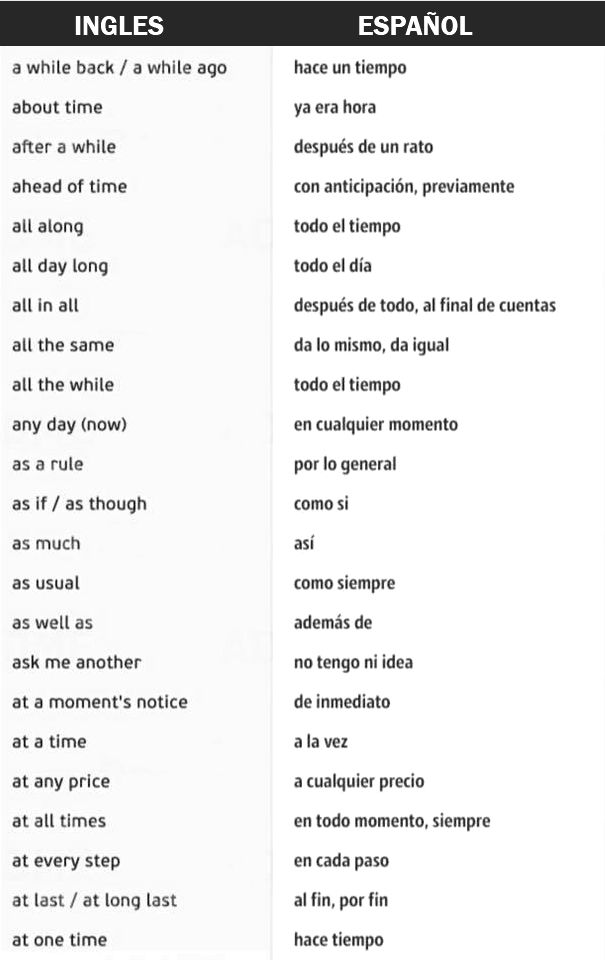 INGLES ESPAÑOL
a while back / a while ago hace un tiempo
about time ya era hora
after a while después de un rato
ahead of time con anticipación, previamente
all along todo el tiempo
all day long todo el día
all in all después de todo, al final de cuentas
all the same da lo mismo, da igual
all the while todo el tiempo
any day (now) en cualquier momento
as a rule por lo general
as if / as though como si
as much así
as usual como siempre
as well as además de
ask me another no tengo ni idea
at a moment's notice de inmediato
at a time a la vez
at any price a cualquier precio
at all times en todo momento, siempre
at every step en cada paso
at last / at long last al fin, por fin
at one time hace tiempo